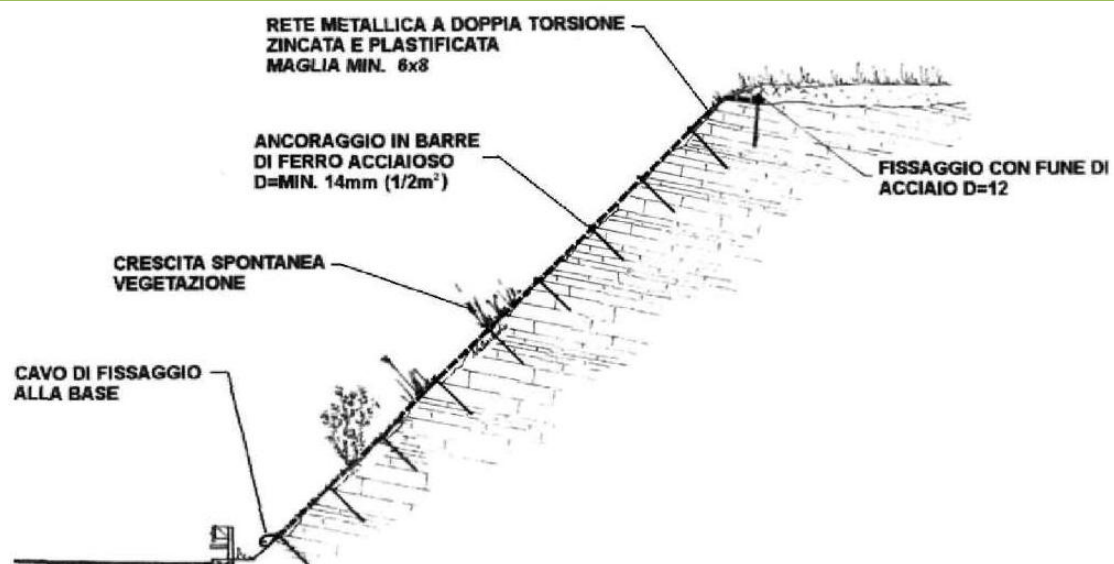 RETE METALLICA A DOPPIA TORSIONE
ZINCATA E PLASTIFICATA
MAGLIA MIN. 6x8
ANCORAGGIO IN BARRE
DI FERRO ACCIAIOSO
D=MIN. 14mm (1/2m²)
FISSAGGIO CON FUNE DI
ACCIAIO D=12
CRESCITA SPONTANEA
VEGETAZIONE
CAVO DI FISSAGGIO
ALLA BASE